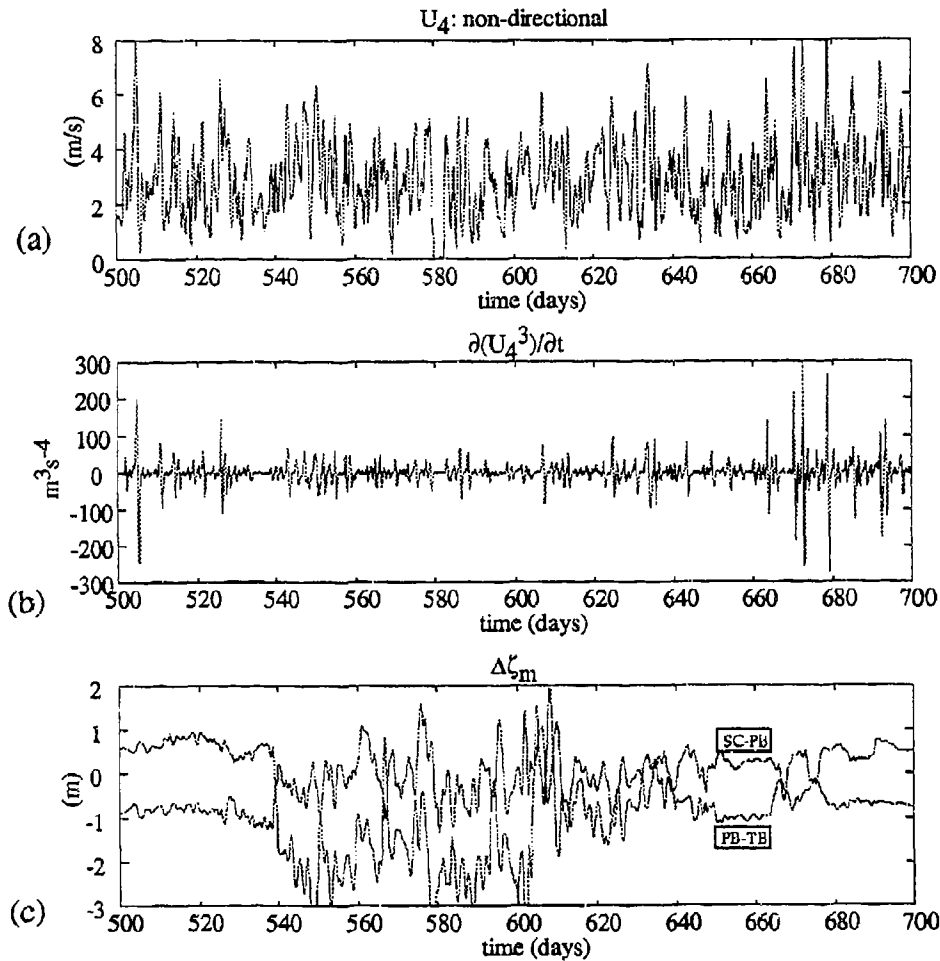 U₄: non-directional
8
6
4
2
0
(m/s)
(a)
500 520 540 560 580 600 620 640 660 680 700
time (days)
∂(U₄³)/∂t
300
200
100
0
-100
-200
-300
m³s⁻⁴
(b)
500 520 540 560 580 600 620 640 660 680 700
time (days)
Δζₘ
2
1
0
-1
-2
-3
(m)
SC-PB
PB-TB
(c)
500 520 540 560 580 600 620 640 660 680 700
time (days)